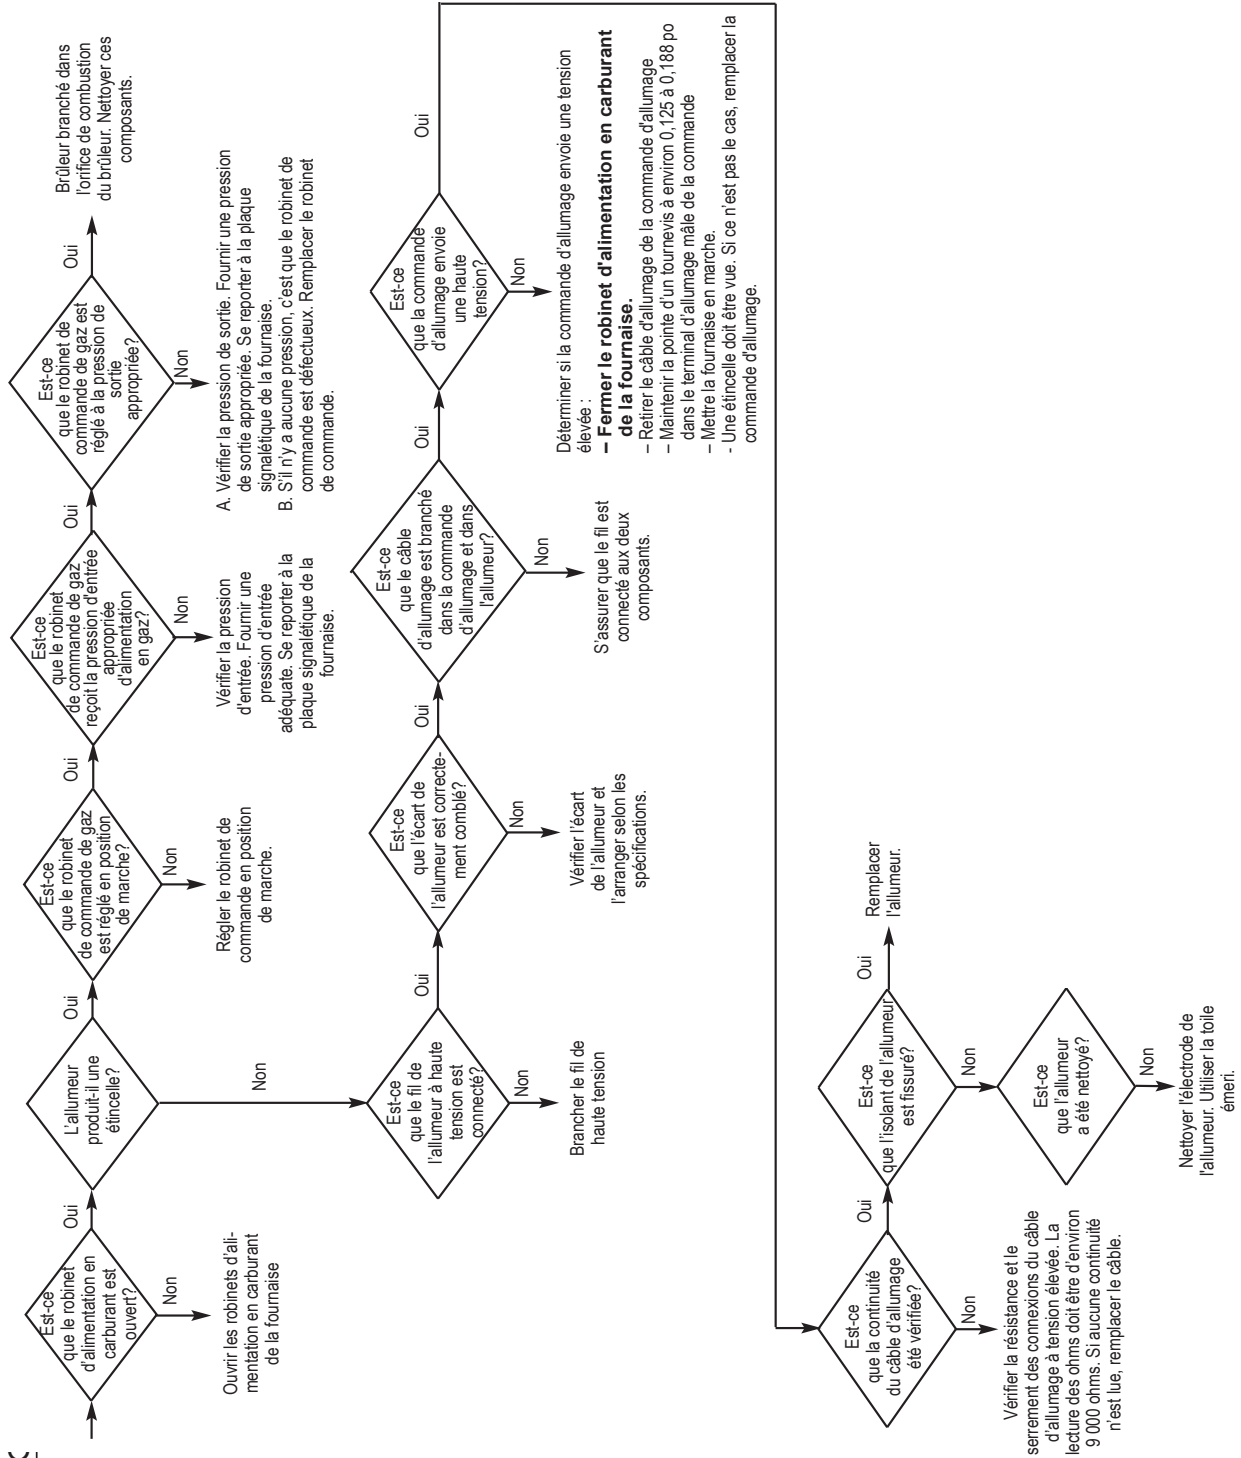 Est-ce
que le robinet
d'alimentation en
carburant est
ouvert?
Oui
Non
Ouvrir les robinets d'ali-
mentation en carburant
de la fournaise
L'allumeur
produit-il une
étincelle?
Oui
Non
Est-ce
que le robinet
de commande de gaz
est réglé en position
de marche?
Oui
Non
Régler le robinet de
commande en position
de marche.
Est-ce
que le robinet
de commande de gaz
reçoit la pression d'entrée
appropriée
d'alimentation
en gaz?
Oui
Non
Vérifier la pression
d'entrée. Fournir une
pression d'entrée
adéquate. Se reporter à la
plaque signalétique de la
fournaise.
Est-ce
que le robinet de
commande de gaz est
réglé à la pression de
sortie
appropriée?
Oui
Non
Brûleur branché dans
l'orifice de combustion
du brûleur. Nettoyer ces
composants.
A. Vérifier la pression de sortie. Fournir une pression
de sortie appropriée. Se reporter à la plaque
signalétique de la fournaise.
B. S'il n'y a aucune pression, c'est que le robinet de
commande est défectueux. Remplacer le robinet
de commande.
Est-ce
que le fil de
l'allumeur à haute
tension est
connecté?
Oui
Non
Brancher le fil de
haute tension
Est-ce
que l'écart de
l'allumeur est correcte-
ment comblé?
Oui
Non
Vérifier l'écart
de l'allumeur et
l'arranger selon les
spécifications.
Est-ce
que le câble
d'allumage est branché
dans la commande
d'allumage et dans
l'allumeur?
Oui
Non
S'assurer que le fil est
connecté aux deux
composants.
Est-ce
que la commande
d'allumage envoie
une haute
tension?
Oui
Non
Déterminer si la commande d'allumage envoie une tension
élevée :
– Fermer le robinet d'alimentation en carburant
de la fournaise.
– Retirer le câble d'allumage de la commande d'allumage
– Maintenir la pointe d'un tournevis à environ 0,125 à 0,188 po
dans le terminal d'allumage mâle de la commande
– Mettre la fournaise en marche.
- Une étincelle doit être vue. Si ce n'est pas le cas, remplacer la
commande d'allumage.
Est-ce
que la continuité
du câble d'allumage
été vérifiée?
Oui
Non
Vérifier la résistance et le
serrement des connexions du câble
d'allumage à tension élevée. La
lecture des ohms doit être d'environ
9 000 ohms. Si aucune continuité
n'est lue, remplacer le câble.
Est-ce
que l'isolant de l'allumeur
est fissuré?
Oui
Non
Remplacer
l'allumeur.
Est-ce
que l'allumeur
a été nettoyé?
Non
Nettoyer l'électrode de
l'allumeur. Utiliser la toile
émeri.